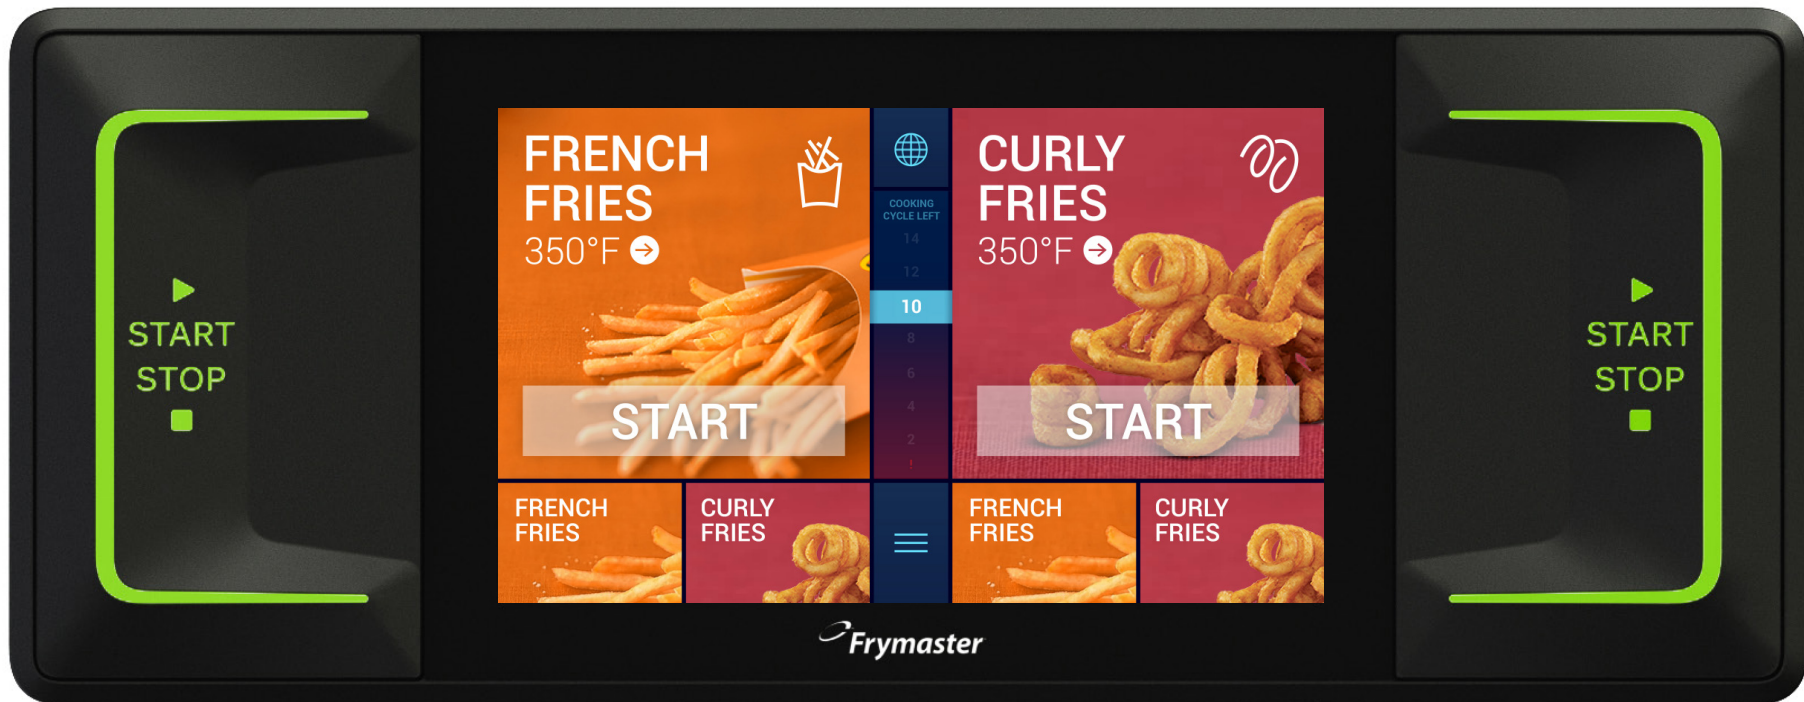 START
STOP
FRENCH
FRIES
350°F
START
FRENCH
FRIES
CURLY
FRIES
COOKING
CYCLE LEFT
14
12
10
8
6
4
2
!
CURLY
FRIES
350°F
START
FRENCH
FRIES
CURLY
FRIES
START
STOP
Frymaster